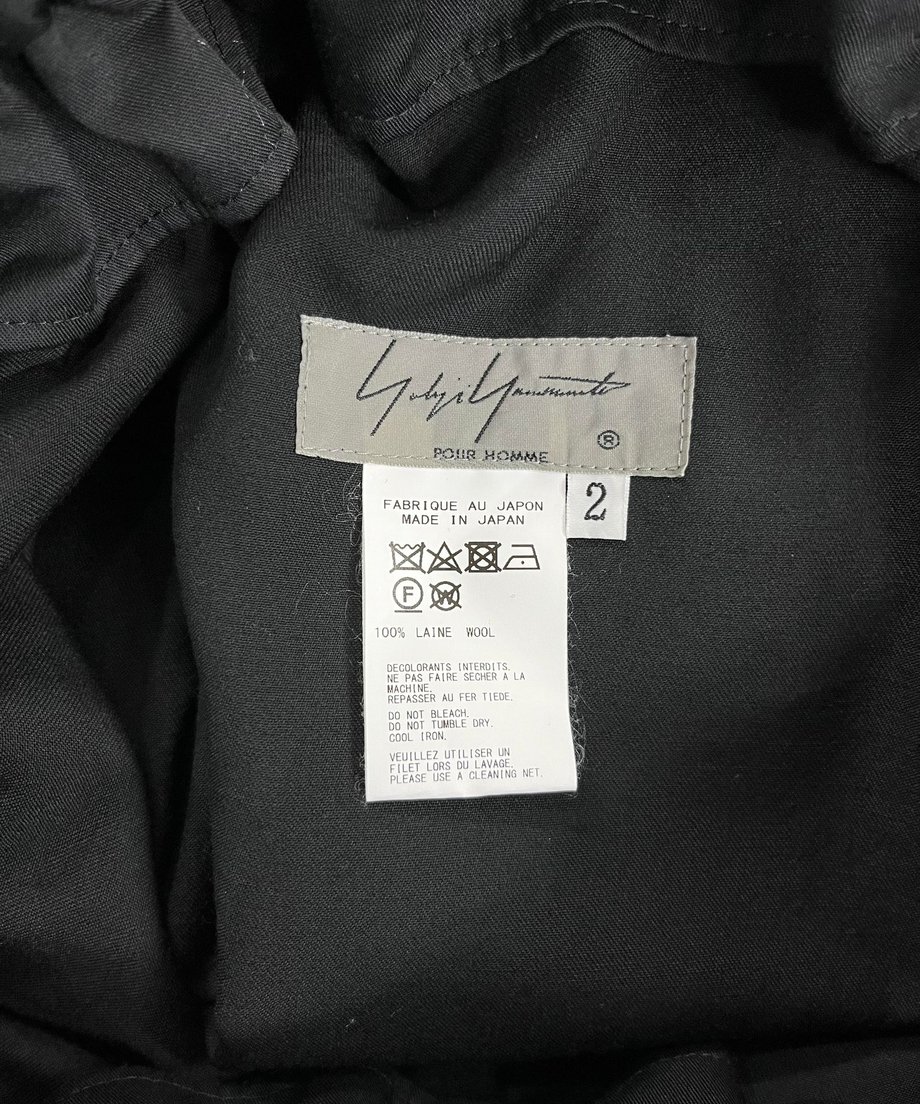 Yohji Yamamoto
®
POUR HOMME
2
FABRIQUE AU JAPON
MADE IN JAPAN
F
W
100% LAINE WOOL
DECOLORANTS INTERDITS.
NE PAS FAIRE SECHER A LA
MACHINE.
REPASSER AU FER TIEDE.
DO NOT BLEACH.
DO NOT TUMBLE DRY.
COOL IRON.
VEUILLEZ UTILISER UN
FILET LORS DU LAVAGE.
PLEASE USE A CLEANING NET.